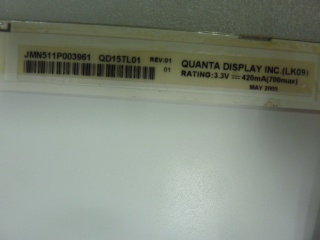 JMN511P003961 QD15TL01 REV:01
01
QUANTA DISPLAY INC.(LK09)
RATING:3.3V ⎓ 420mA(700max)
MAY 2005